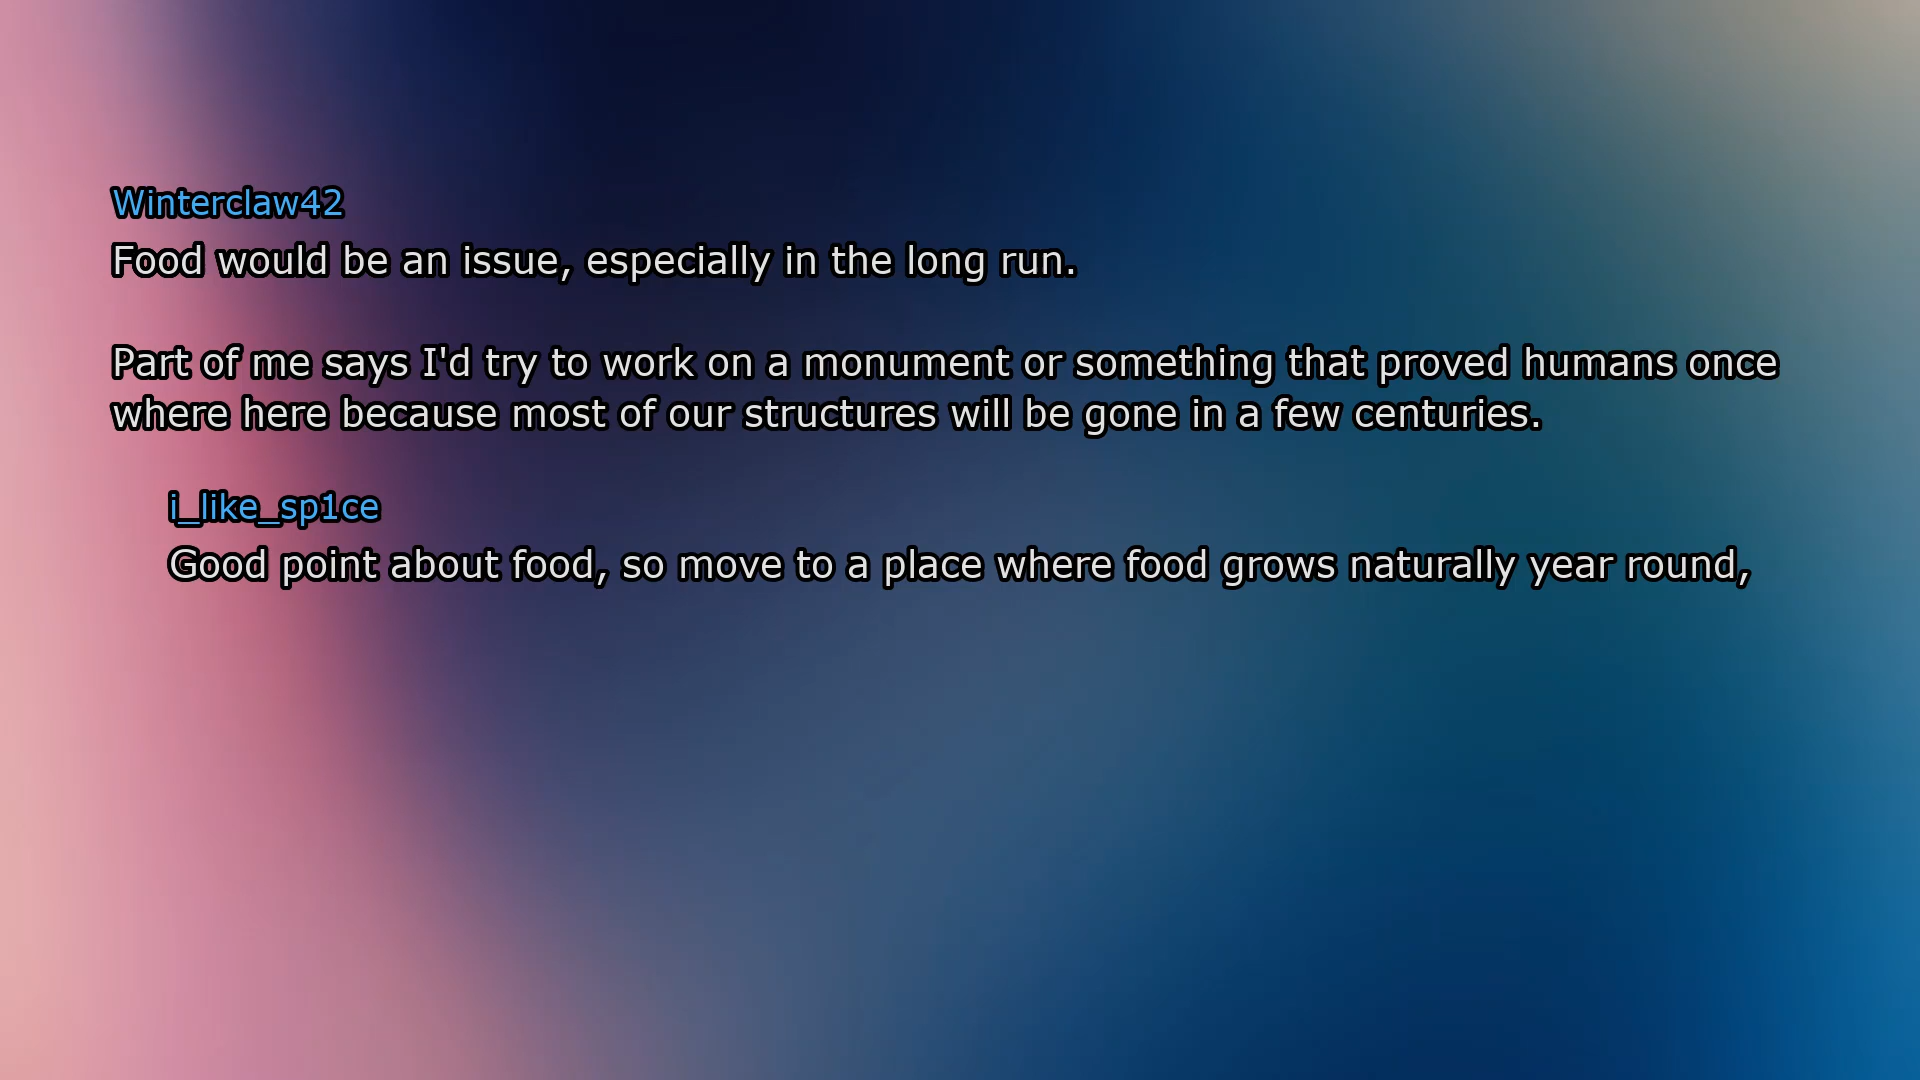 Winterclaw42
Food would be an issue, especially in the long run.
Part of me says I'd try to work on a monument or something that proved humans once
where here because most of our structures will be gone in a few centuries.
i_like_sp1ce
Good point about food, so move to a place where food grows naturally year round,